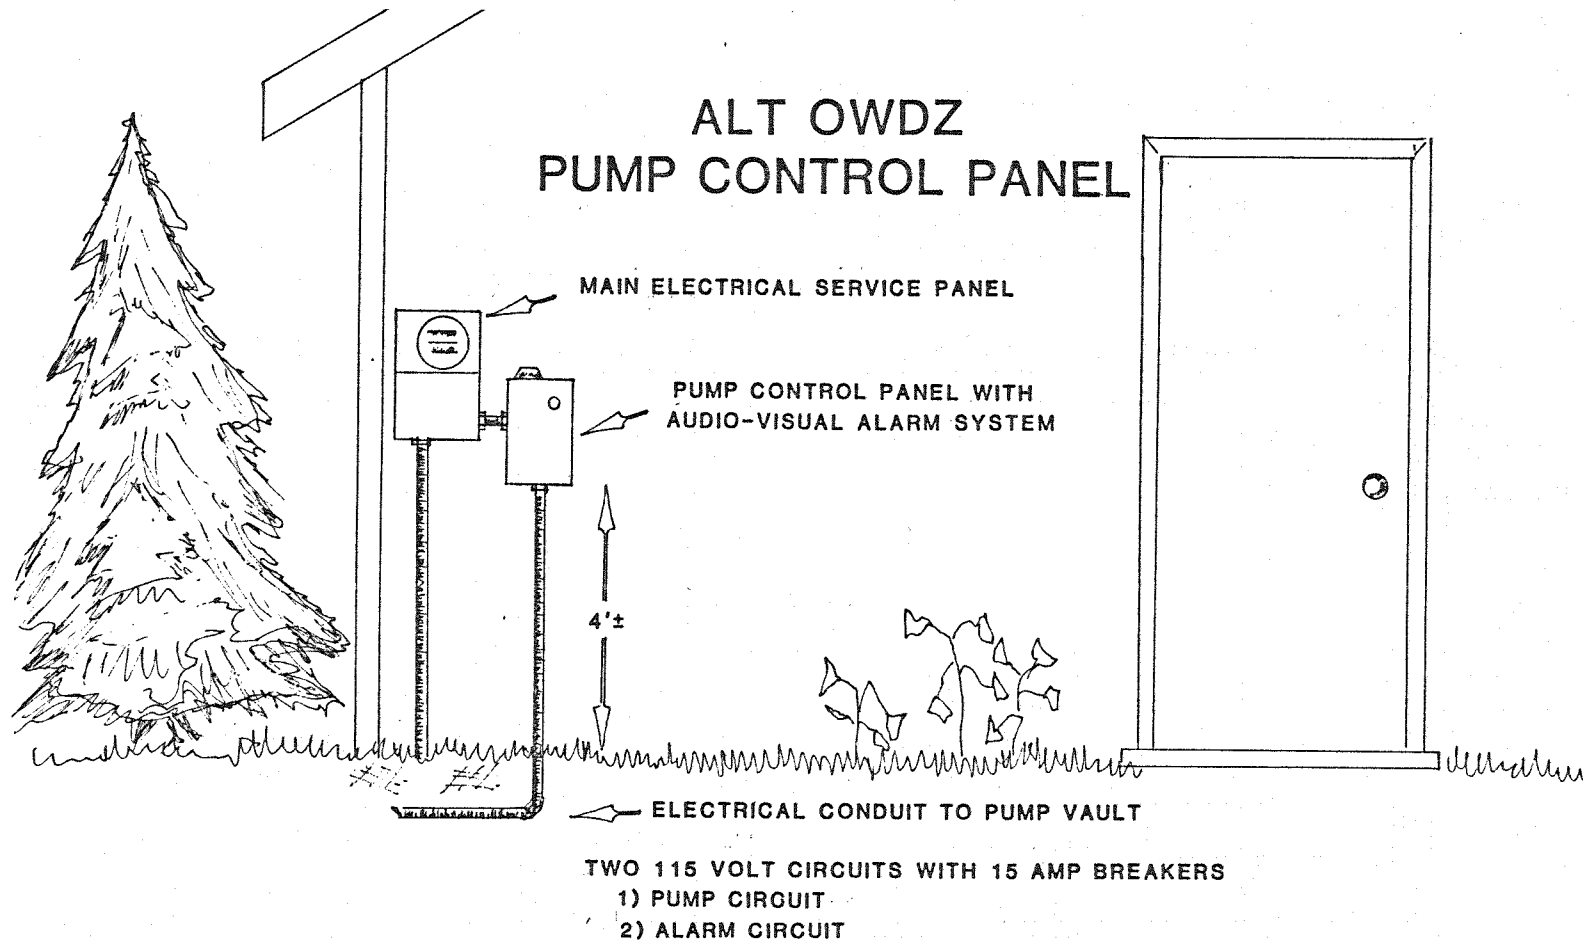 ALT OWDZ
PUMP CONTROL PANEL
MAIN ELECTRICAL SERVICE PANEL
PUMP CONTROL PANEL WITH
AUDIO-VISUAL ALARM SYSTEM
4'±
ELECTRICAL CONDUIT TO PUMP VAULT
TWO 115 VOLT CIRCUITS WITH 15 AMP BREAKERS
1) PUMP CIRCUIT
2) ALARM CIRCUIT